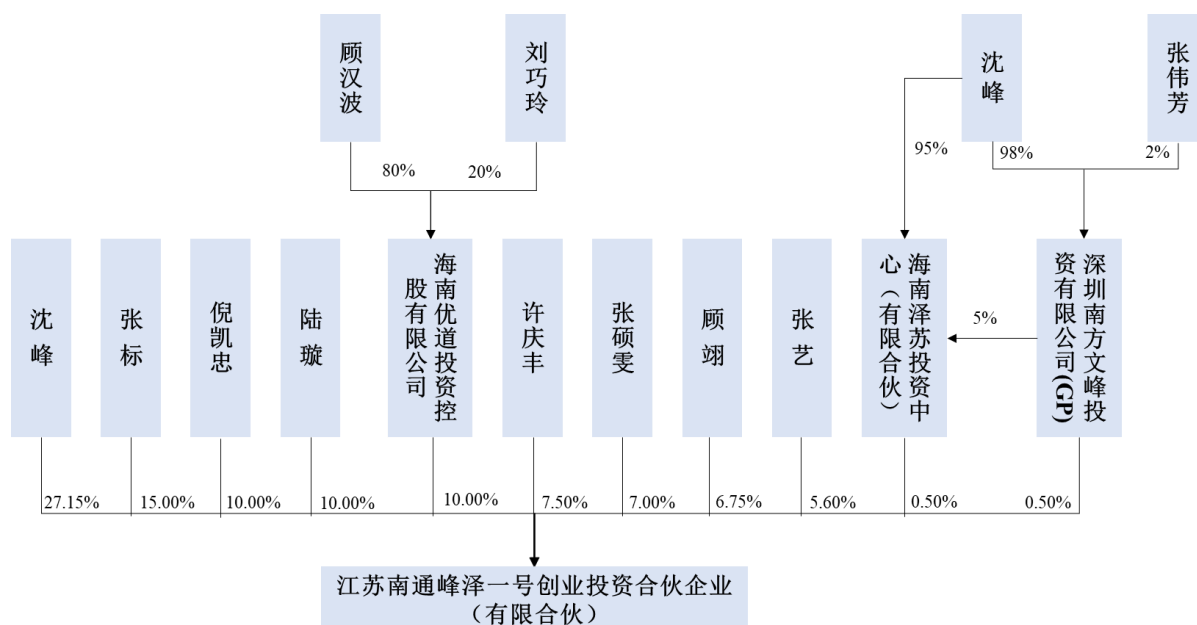 顾汉波
刘巧玲
沈峰
张伟芳
80%
20%
95%
98%
2%
沈峰
张标
倪凯忠
陆璇
海南优道投资控
股有限公司
许庆丰
张硕雯
顾翊
张艺
海南泽苏投资中
心（有限合伙）
5%
深圳南方文峰投
资有限公司(GP)
27.15%
15.00%
10.00%
10.00%
10.00%
7.50%
7.00%
6.75%
5.60%
0.50%
0.50%
江苏南通峰泽一号创业投资合伙企业
（有限合伙）